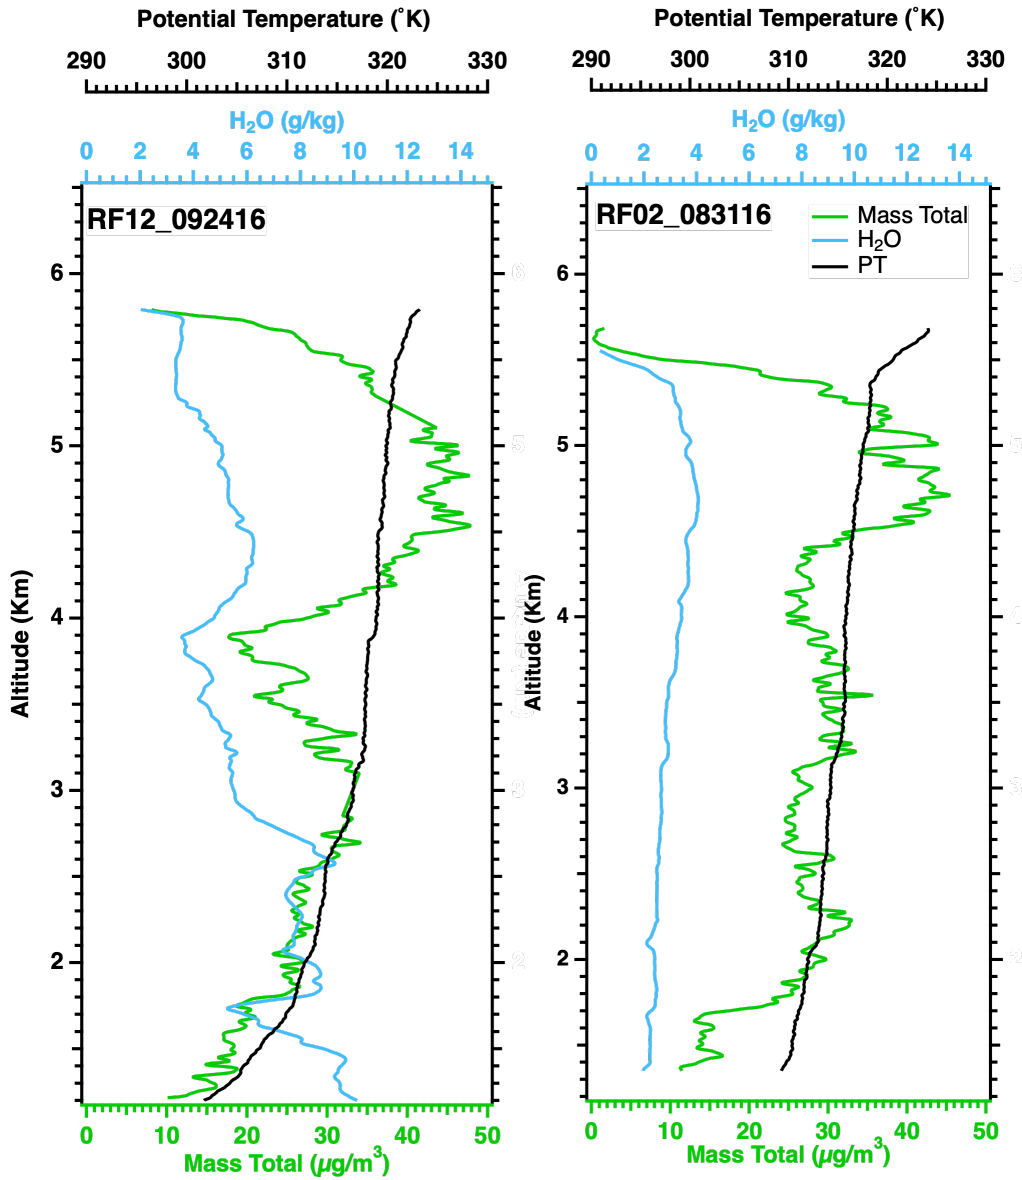 Potential Temperature (˚K)
290 300 310 320 330
H₂O (g/kg)
0 2 4 6 8 10 12 14
RF12_092416
6
5
4
3
2
Altitude (Km)
0 10 20 30 40 50
Mass Total (µg/m³)
Potential Temperature (˚K)
290 300 310 320 330
H₂O (g/kg)
0 2 4 6 8 10 12 14
RF02_083116
Mass Total
H₂O
PT
6
5
4
3
2
Altitude (Km)
0 10 20 30 40 50
Mass Total (µg/m³)